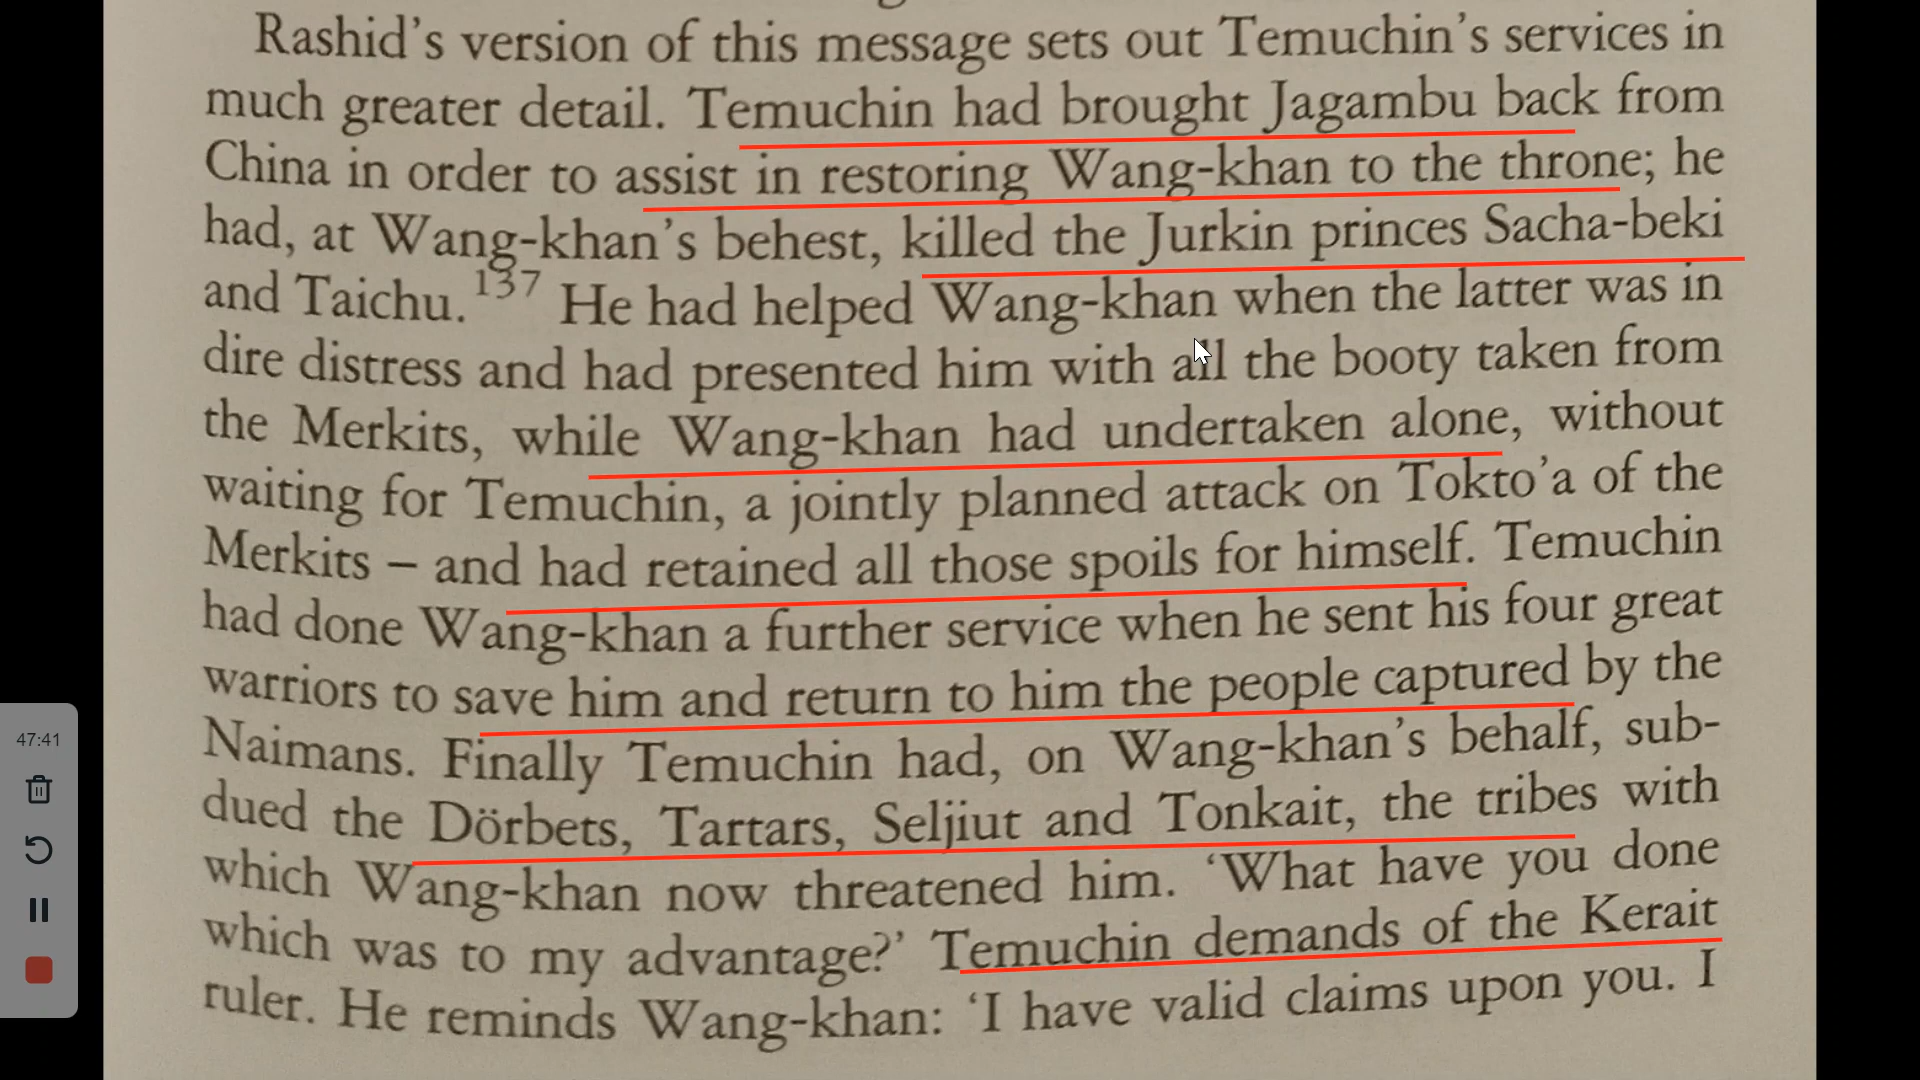 Rashid's version of this message sets out Temuchin's services in
much greater detail. Temuchin had brought Jagambu back from
China in order to assist in restoring Wang-khan to the throne; he
had, at Wang-khan's behest, killed the Jurkin princes Sacha-beki
and Taichu.137 He had helped Wang-khan when the latter was in
dire distress and had presented him with all the booty taken from
the Merkits, while Wang-khan had undertaken alone, without
waiting for Temuchin, a jointly planned attack on Tokto'a of the
Merkits – and had retained all those spoils for himself. Temuchin
had done Wang-khan a further service when he sent his four great
warriors to save him and return to him the people captured by the
Naimans. Finally Temuchin had, on Wang-khan's behalf, sub-
dued the Dörbets, Tartars, Seljiut and Tonkait, the tribes with
which Wang-khan now threatened him. 'What have you done
which was to my advantage?' Temuchin demands of the Kerait
ruler. He reminds Wang-khan: 'I have valid claims upon you. I
47:41